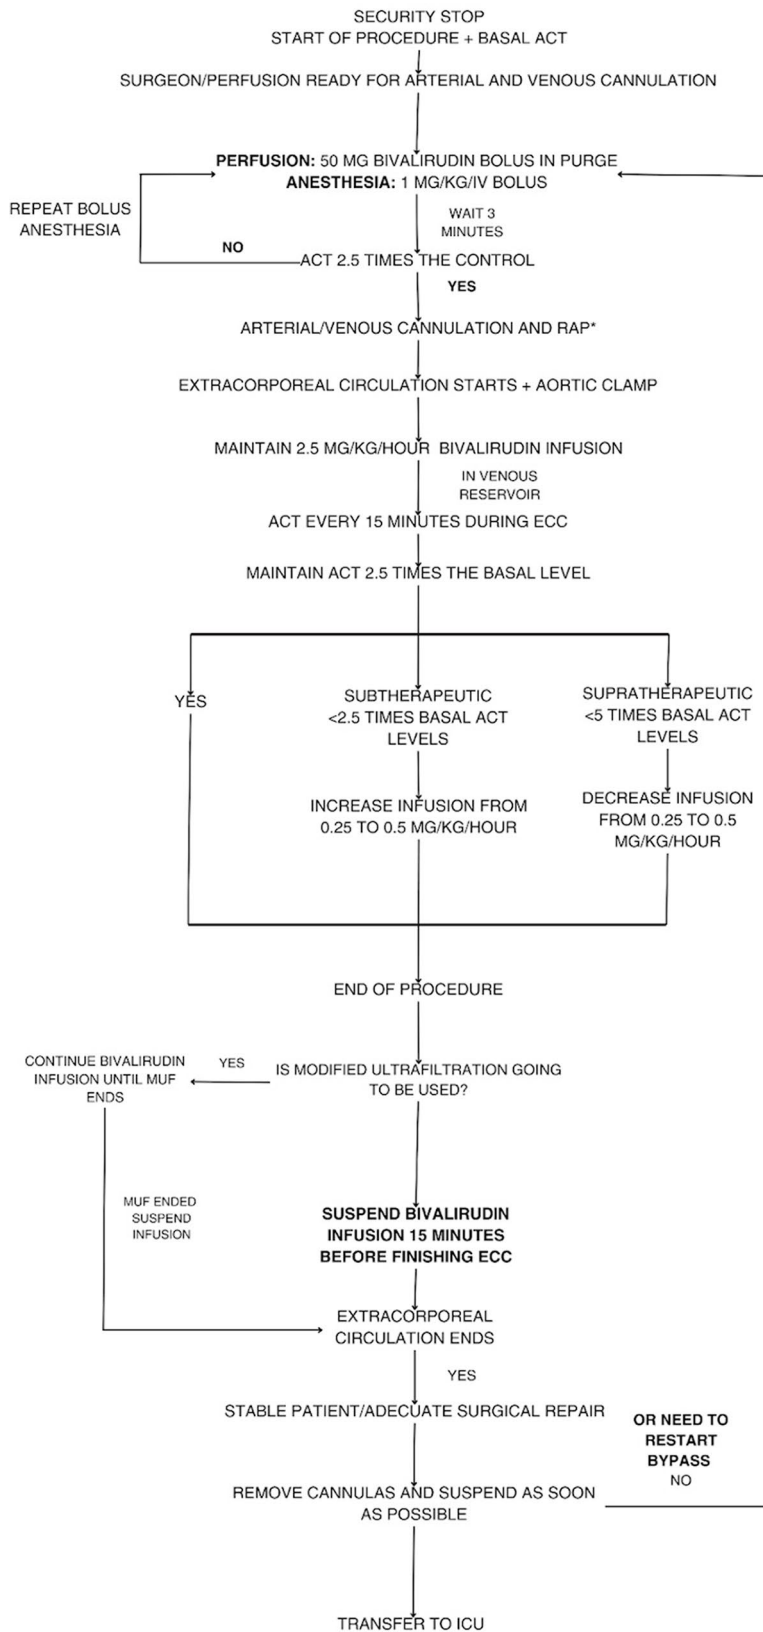 SECURITY STOP
START OF PROCEDURE + BASAL ACT
SURGEON/PERFUSION READY FOR ARTERIAL AND VENOUS CANNULATION
PERFUSION: 50 MG BIVALIRUDIN BOLUS IN PURGE
ANESTHESIA: 1 MG/KG/IV BOLUS
REPEAT BOLUS
ANESTHESIA
WAIT 3
MINUTES
NO
ACT 2.5 TIMES THE CONTROL
YES
ARTERIAL/VENOUS CANNULATION AND RAP*
EXTRACORPOREAL CIRCULATION STARTS + AORTIC CLAMP
MAINTAIN 2.5 MG/KG/HOUR BIVALIRUDIN INFUSION
IN VENOUS
RESERVOIR
ACT EVERY 15 MINUTES DURING ECC
MAINTAIN ACT 2.5 TIMES THE BASAL LEVEL
YES
SUBTHERAPEUTIC
<2.5 TIMES BASAL ACT
LEVELS
SUPRATHERAPEUTIC
<5 TIMES BASAL ACT
LEVELS
INCREASE INFUSION FROM
0.25 TO 0.5 MG/KG/HOUR
DECREASE INFUSION
FROM 0.25 TO 0.5
MG/KG/HOUR
END OF PROCEDURE
IS MODIFIED ULTRAFILTRATION GOING
TO BE USED?
YES
CONTINUE BIVALIRUDIN
INFUSION UNTIL MUF
ENDS
MUF ENDED
SUSPEND
INFUSION
SUSPEND BIVALIRUDIN
INFUSION 15 MINUTES
BEFORE FINISHING ECC
EXTRACORPOREAL
CIRCULATION ENDS
YES
STABLE PATIENT/ADECUATE SURGICAL REPAIR
OR NEED TO
RESTART
BYPASS
NO
REMOVE CANNULAS AND SUSPEND AS SOON
AS POSSIBLE
TRANSFER TO ICU